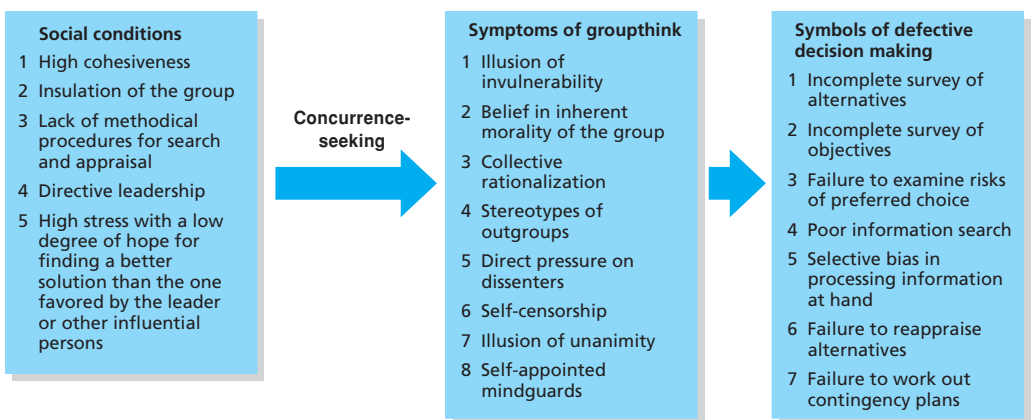 Social conditions
1 High cohesiveness
2 Insulation of the group
3 Lack of methodical
procedures for search
and appraisal
4 Directive leadership
5 High stress with a low
degree of hope for
finding a better
solution than the one
favored by the leader
or other influential
persons
Concurrence-
seeking
Symptoms of groupthink
1 Illusion of
invulnerability
2 Belief in inherent
morality of the group
3 Collective
rationalization
4 Stereotypes of
outgroups
5 Direct pressure on
dissenters
6 Self-censorship
7 Illusion of unanimity
8 Self-appointed
mindguards
Symbols of defective
decision making
1 Incomplete survey of
alternatives
2 Incomplete survey of
objectives
3 Failure to examine risks
of preferred choice
4 Poor information search
5 Selective bias in
processing information
at hand
6 Failure to reappraise
alternatives
7 Failure to work out
contingency plans